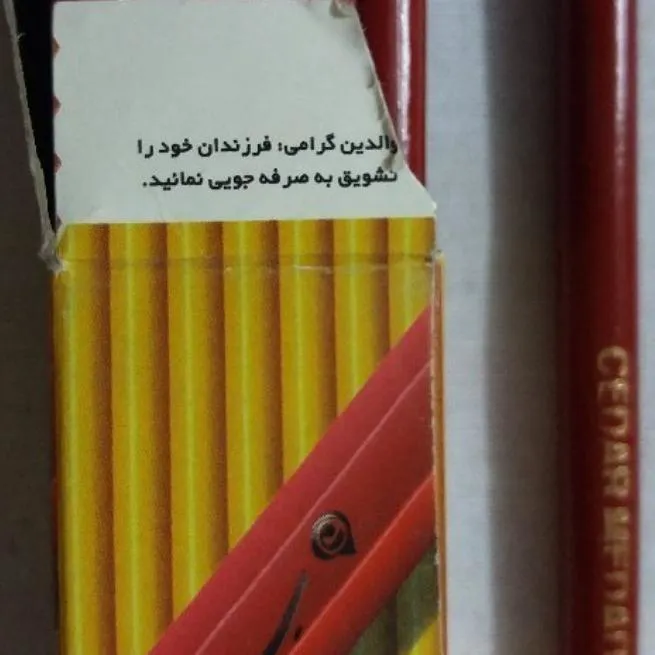 والدین گرامی؛ فرزندان خود را
تشویق به صرفه جویی نمائید.
CEDAR